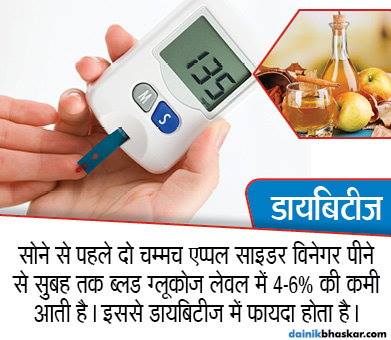 135
M
S
डायबिटीज
सोने से पहले दो चम्मच एप्पल साइडर विनेगर पीने
से सुबह तक ब्लड ग्लूकोज लेवल में 4-6% की कमी
आती है। इससे डायबिटीज में फायदा होता है।
dainikbhaskar.com